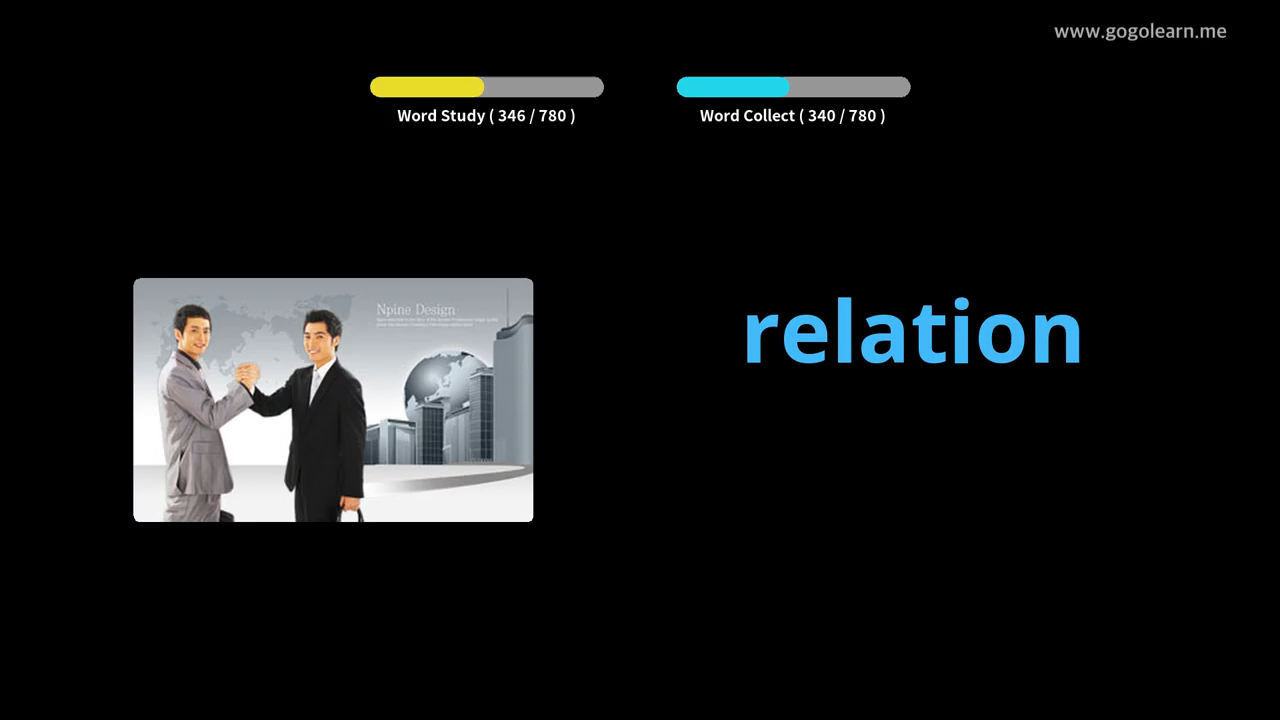 www.gogolearn.me
Word Study ( 346 / 780 )
Word Collect ( 340 / 780 )
Npine Design
relation